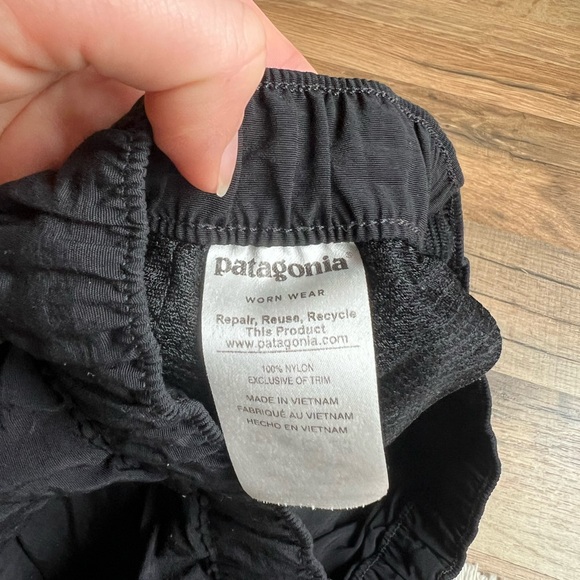 patagonia
WORN WEAR
Repair, Reuse, Recycle
This Product
www.patagonia.com
100% NYLON
EXCLUSIVE OF TRIM
MADE IN VIETNAM
FABRIQUÉ AU VIETNAM
HECHO EN VIETNAM